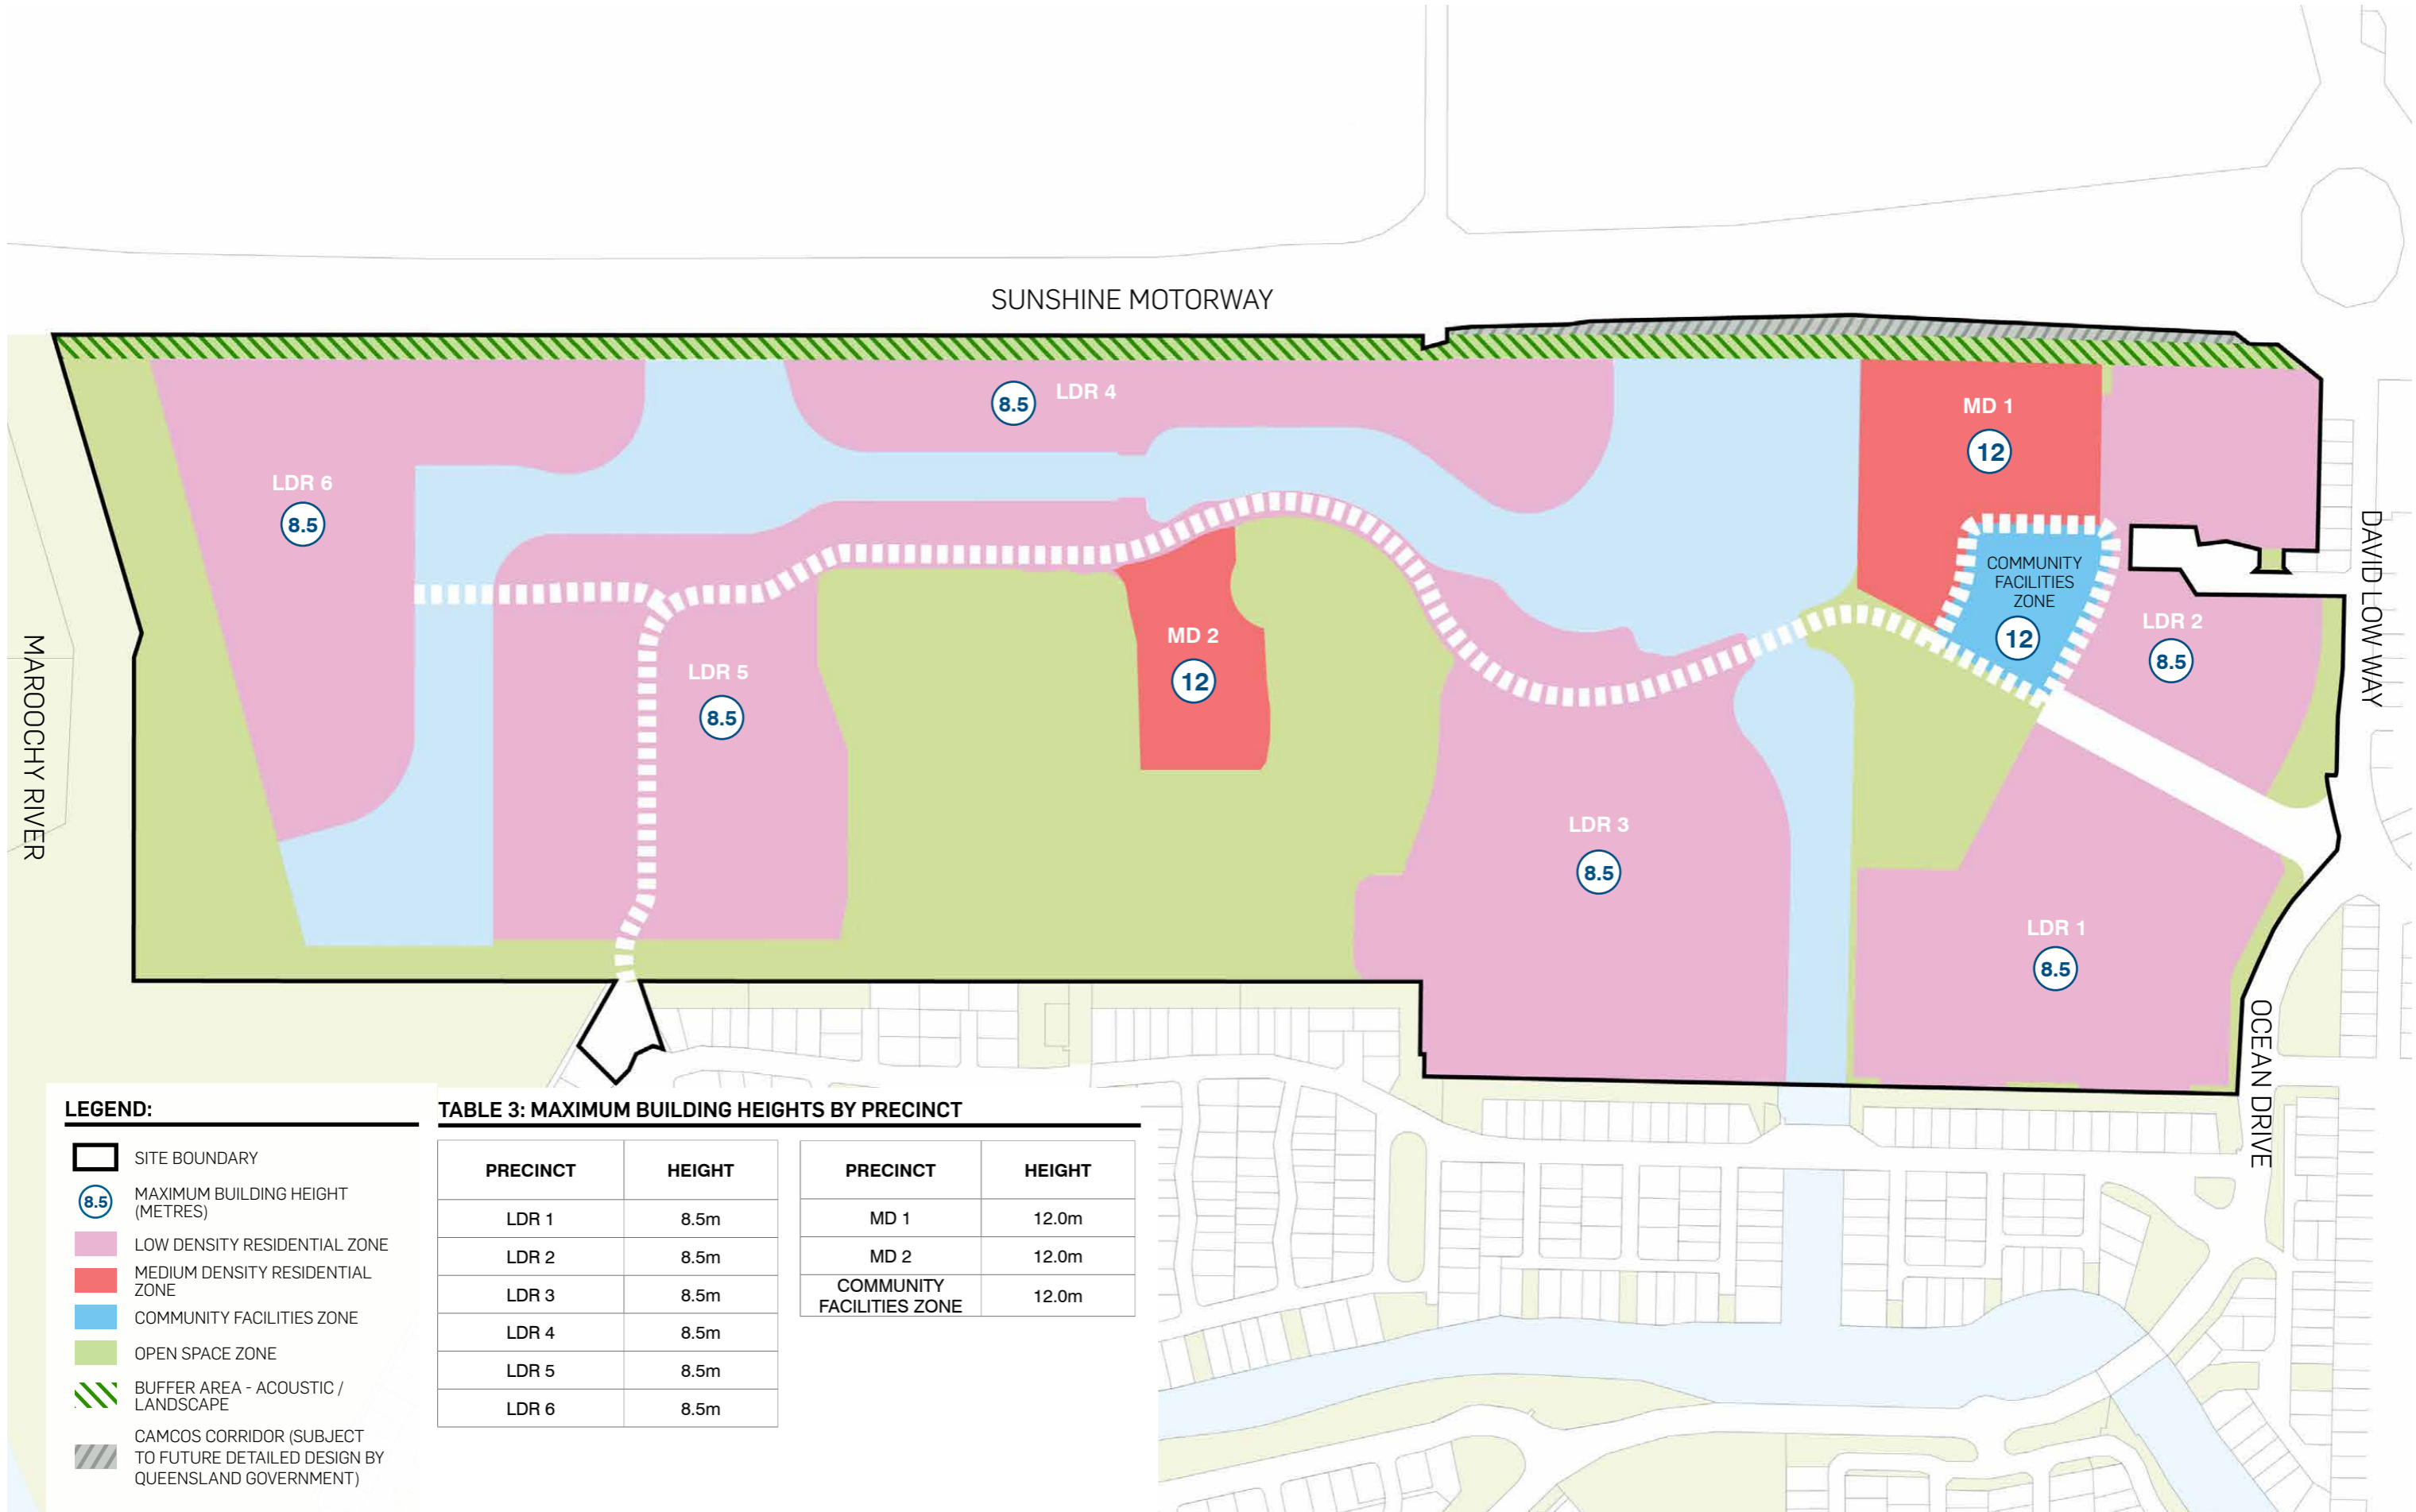 SUNSHINE MOTORWAY
LDR 4
8.5
MD 1
12
LDR 6
8.5
COMMUNITY
FACILITIES
ZONE
12
LDR 2
8.5
MD 2
12
LDR 5
8.5
LDR 3
8.5
LDR 1
8.5
MAROOCHY RIVER
DAVID LOW WAY
OCEAN DRIVE
LEGEND:
SITE BOUNDARY
8.5
MAXIMUM BUILDING HEIGHT
(METRES)
LOW DENSITY RESIDENTIAL ZONE
MEDIUM DENSITY RESIDENTIAL
ZONE
COMMUNITY FACILITIES ZONE
OPEN SPACE ZONE
BUFFER AREA - ACOUSTIC /
LANDSCAPE
CAMCOS CORRIDOR (SUBJECT
TO FUTURE DETAILED DESIGN BY
QUEENSLAND GOVERNMENT)
TABLE 3: MAXIMUM BUILDING HEIGHTS BY PRECINCT
PRECINCT HEIGHT
LDR 1 8.5m
LDR 2 8.5m
LDR 3 8.5m
LDR 4 8.5m
LDR 5 8.5m
LDR 6 8.5m
PRECINCT HEIGHT
MD 1 12.0m
MD 2 12.0m
COMMUNITY
FACILITIES ZONE 12.0m